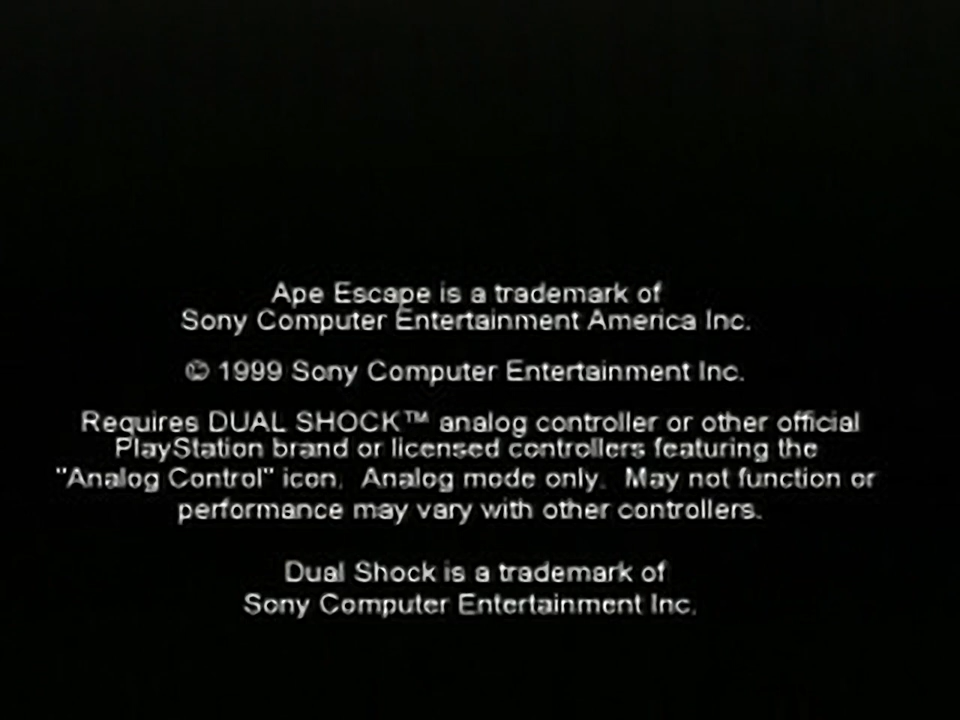 Ape Escape is a trademark of
Sony Computer Entertainment America Inc.
© 1999 Sony Computer Entertainment Inc.
Requires DUAL SHOCK™ analog controller or other official
PlayStation brand or licensed controllers featuring the
"Analog Control" icon.  Analog mode only.  May not function or
performance may vary with other controllers.
Dual Shock is a trademark of
Sony Computer Entertainment Inc.